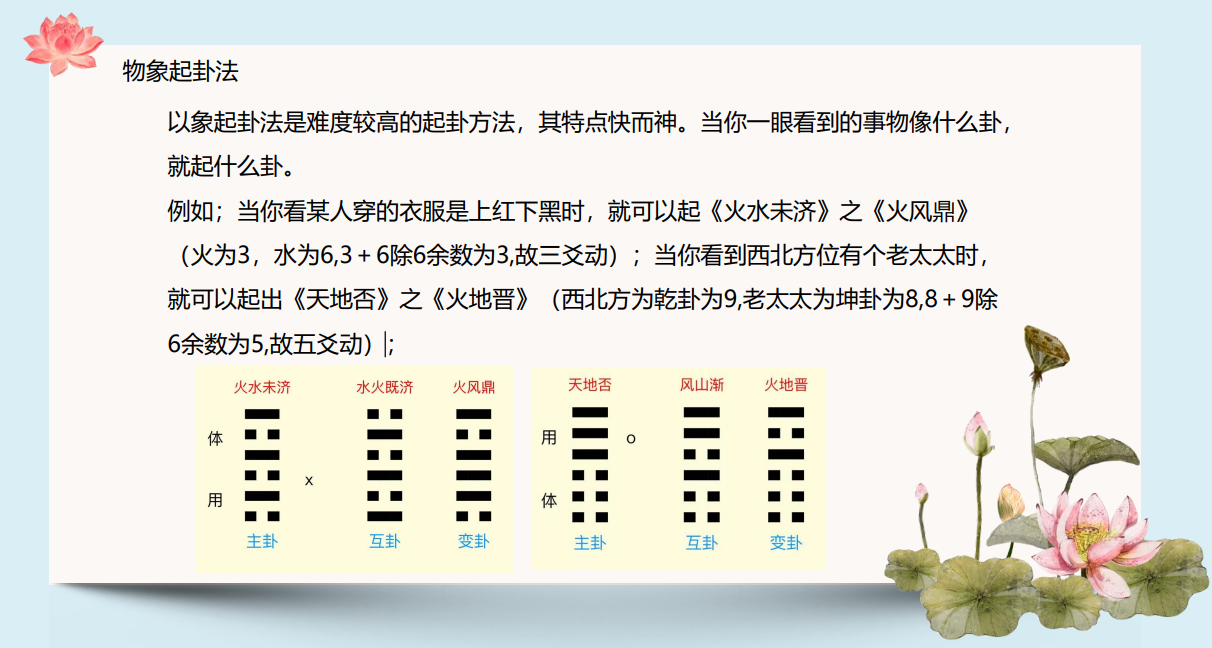 物象起卦法
以象起卦法是难度较高的起卦方法，其特点快而神。当你一眼看到的事物像什么卦，
就起什么卦。
例如；当你看某人穿的衣服是上红下黑时，就可以起《火水未济》之《火风鼎》
（火为3，水为6,3＋6除6余数为3,故三爻动）；当你看到西北方位有个老太太时，
就可以起出《天地否》之《火地晋》（西北方为乾卦为9,老太太为坤卦为8,8＋9除
6余数为5,故五爻动）;
火水未济 水火既济 火风鼎
体
用
x
主卦 互卦 变卦
天地否 风山渐 火地晋
用 o
体
主卦 互卦 变卦